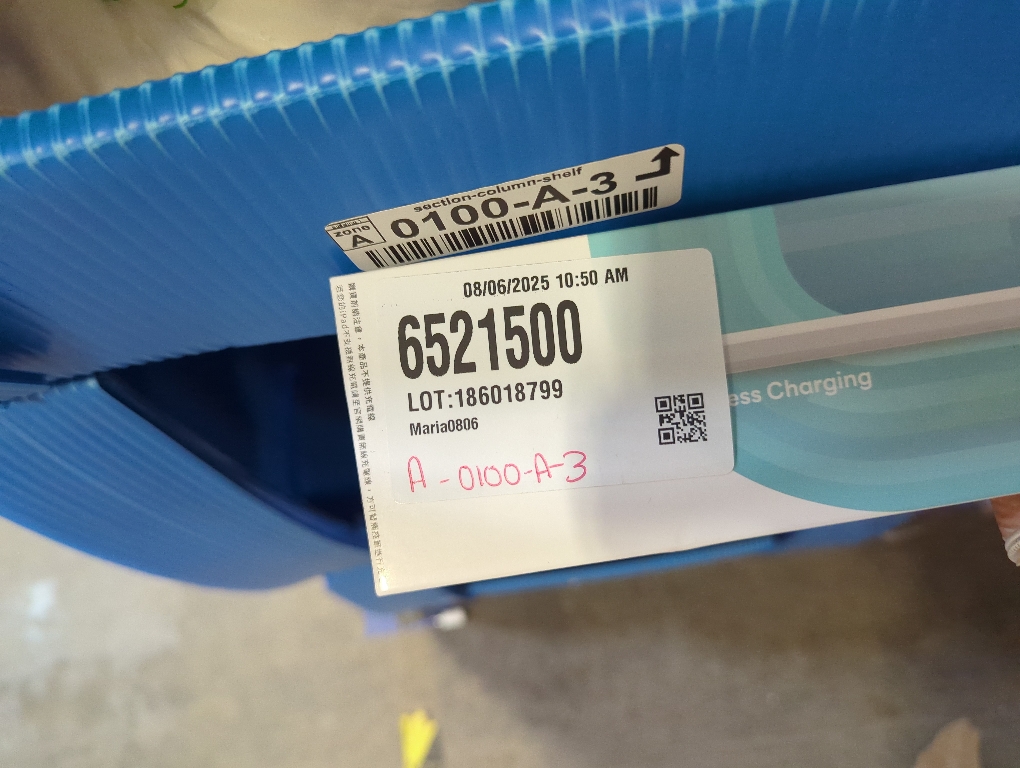 section-column-shelf
zone
A
0100-A-3
08/06/2025 10:50 AM
6521500
LOT:186018799
Maria0806
A - 0100-A-3
ess Charging